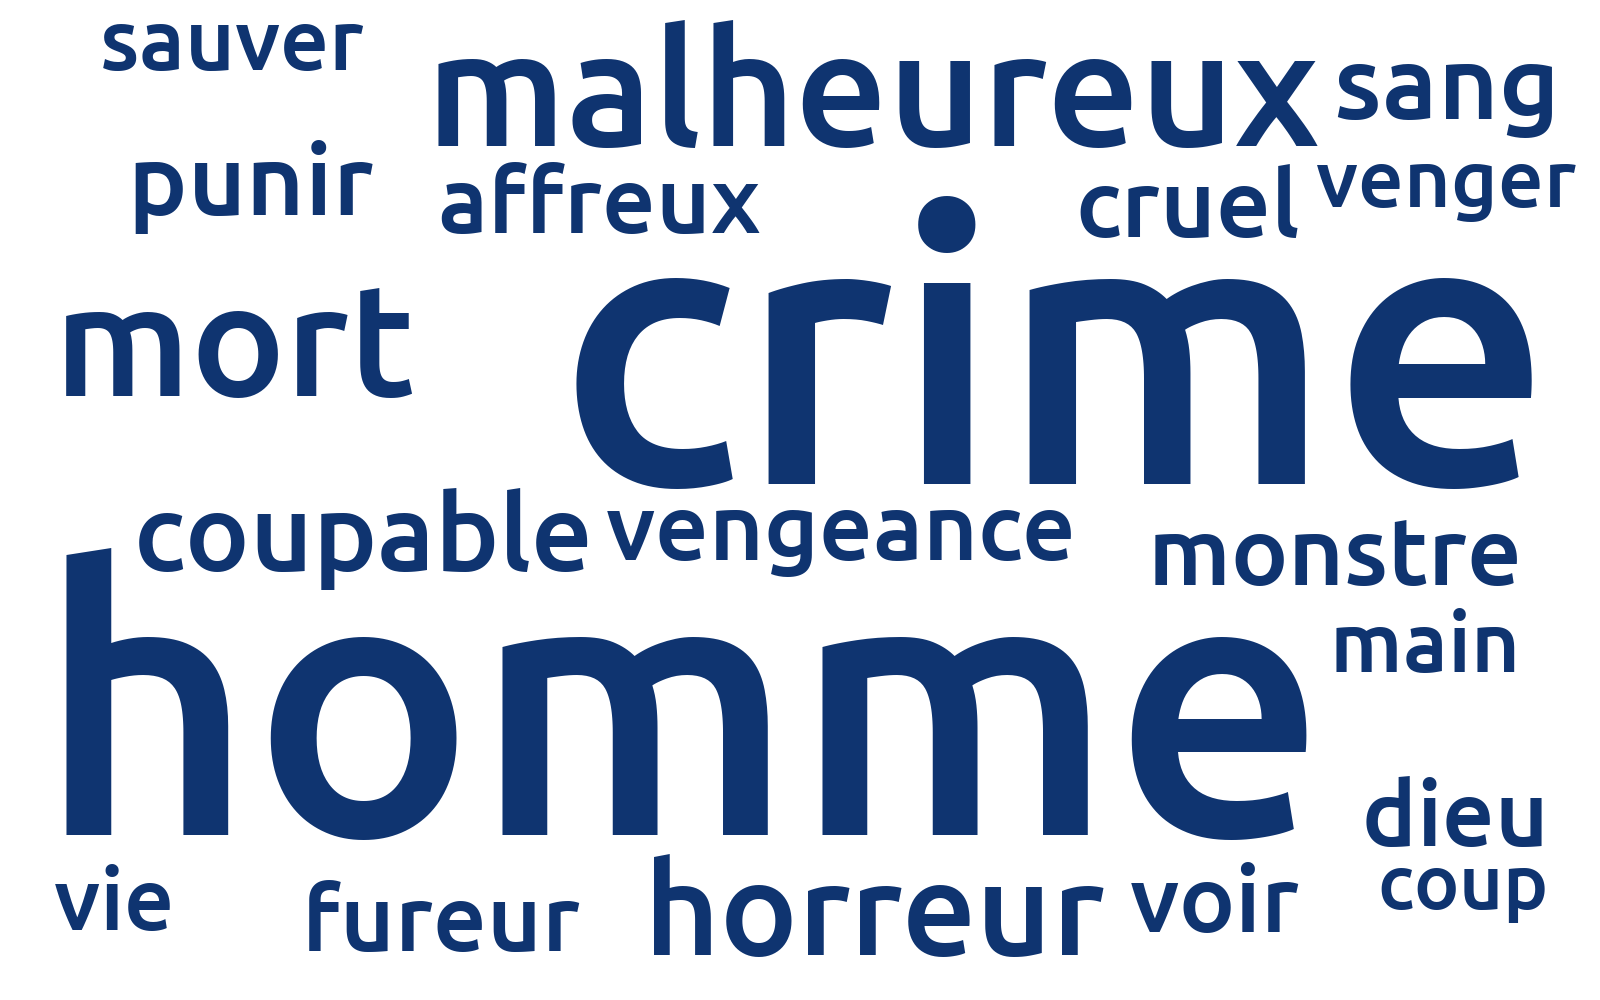 sauver malheureux sang
punir affreux cruel venger
mort crime
coupable vengeance monstre
homme main
dieu
vie fureur horreur voir coup